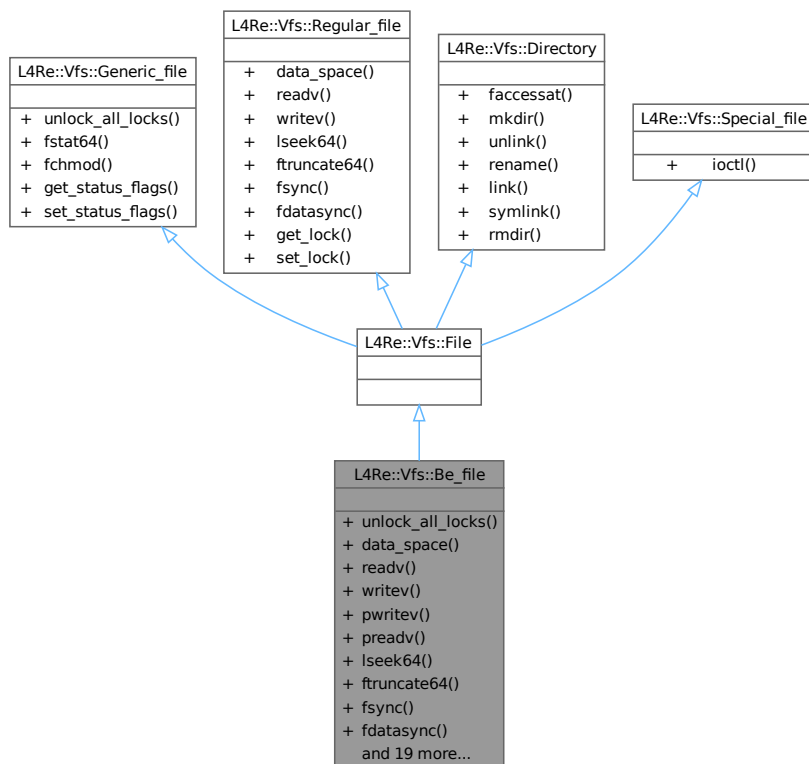 L4Re::Vfs::Generic_file
+ unlock_all_locks()
+ fstat64()
+ fchmod()
+ get_status_flags()
+ set_status_flags()
L4Re::Vfs::Regular_file
+ data_space()
+ readv()
+ writev()
+ lseek64()
+ ftruncate64()
+ fsync()
+ fdatasync()
+ get_lock()
+ set_lock()
L4Re::Vfs::Directory
+ faccessat()
+ mkdir()
+ unlink()
+ rename()
+ link()
+ symlink()
+ rmdir()
L4Re::Vfs::Special_file
+ ioctl()
L4Re::Vfs::File
L4Re::Vfs::Be_file
+ unlock_all_locks()
+ data_space()
+ readv()
+ writev()
+ pwritev()
+ preadv()
+ lseek64()
+ ftruncate64()
+ fsync()
+ fdatasync()
and 19 more...